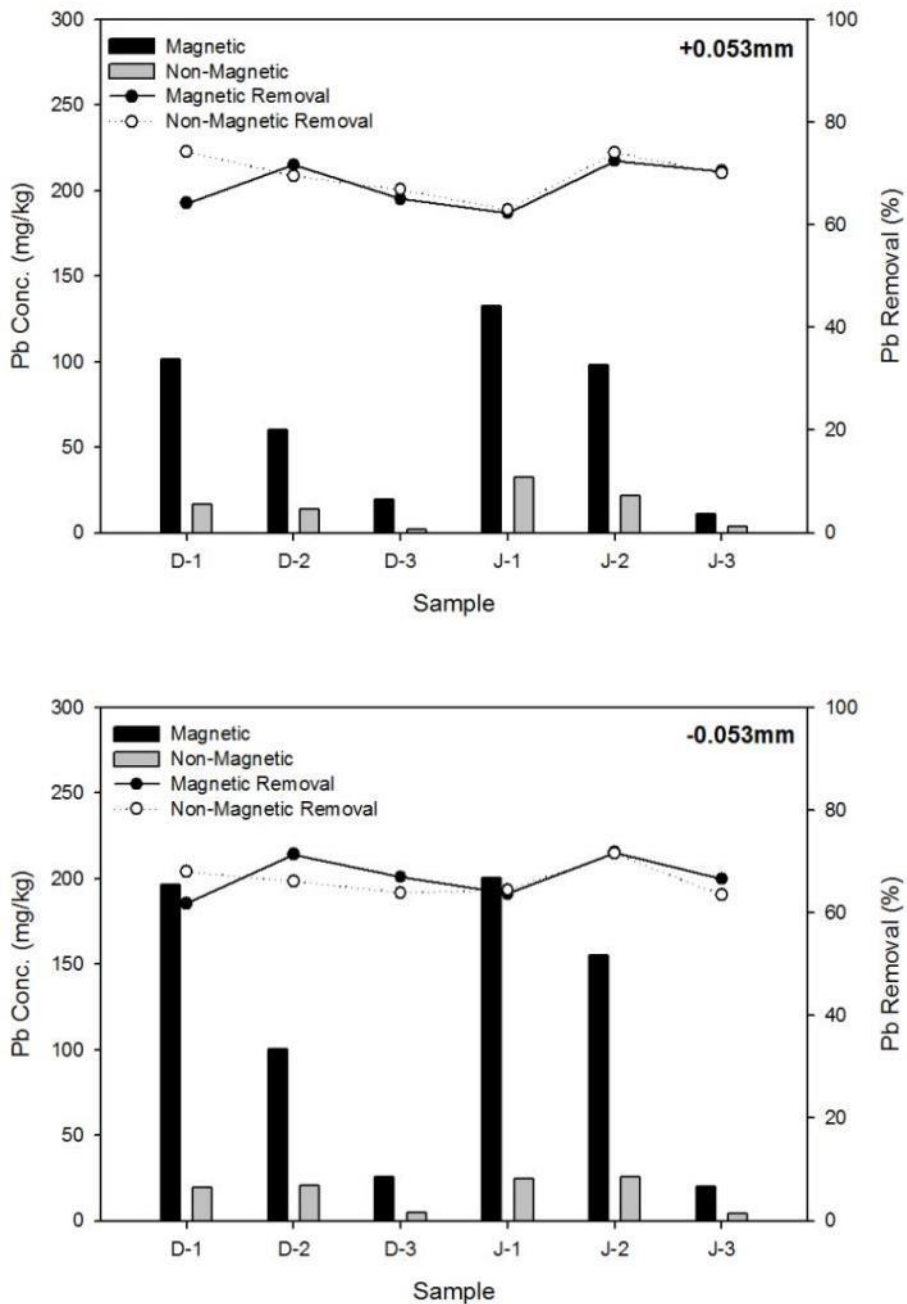 300
250
200
150
100
50
0
Pb Conc. (mg/kg)
Magnetic
Non-Magnetic
Magnetic Removal
Non-Magnetic Removal
+0.053mm
100
80
60
40
20
0
Pb Removal (%)
D-1 D-2 D-3 J-1 J-2 J-3
Sample
300
250
200
150
100
50
0
Pb Conc. (mg/kg)
Magnetic
Non-Magnetic
Magnetic Removal
Non-Magnetic Removal
-0.053mm
100
80
60
40
20
0
Pb Removal (%)
D-1 D-2 D-3 J-1 J-2 J-3
Sample